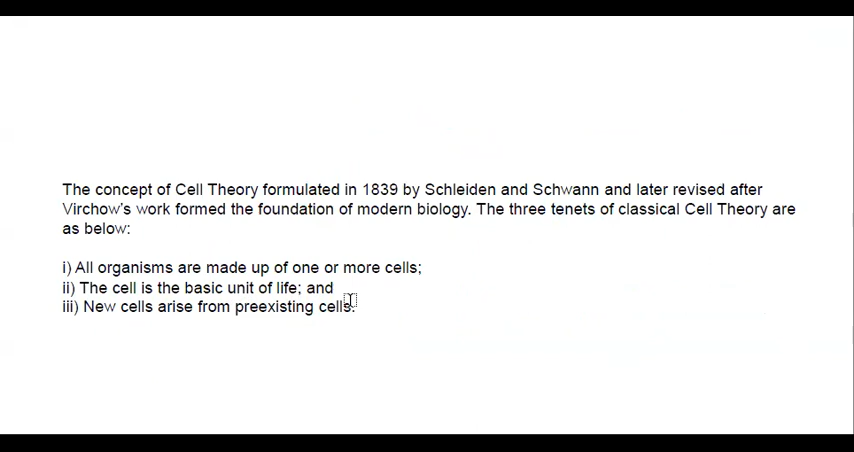 The concept of Cell Theory formulated in 1839 by Schleiden and Schwann and later revised after
Virchow's work formed the foundation of modern biology. The three tenets of classical Cell Theory are
as below:
i) All organisms are made up of one or more cells;
ii) The cell is the basic unit of life; and
iii) New cells arise from preexisting cells.